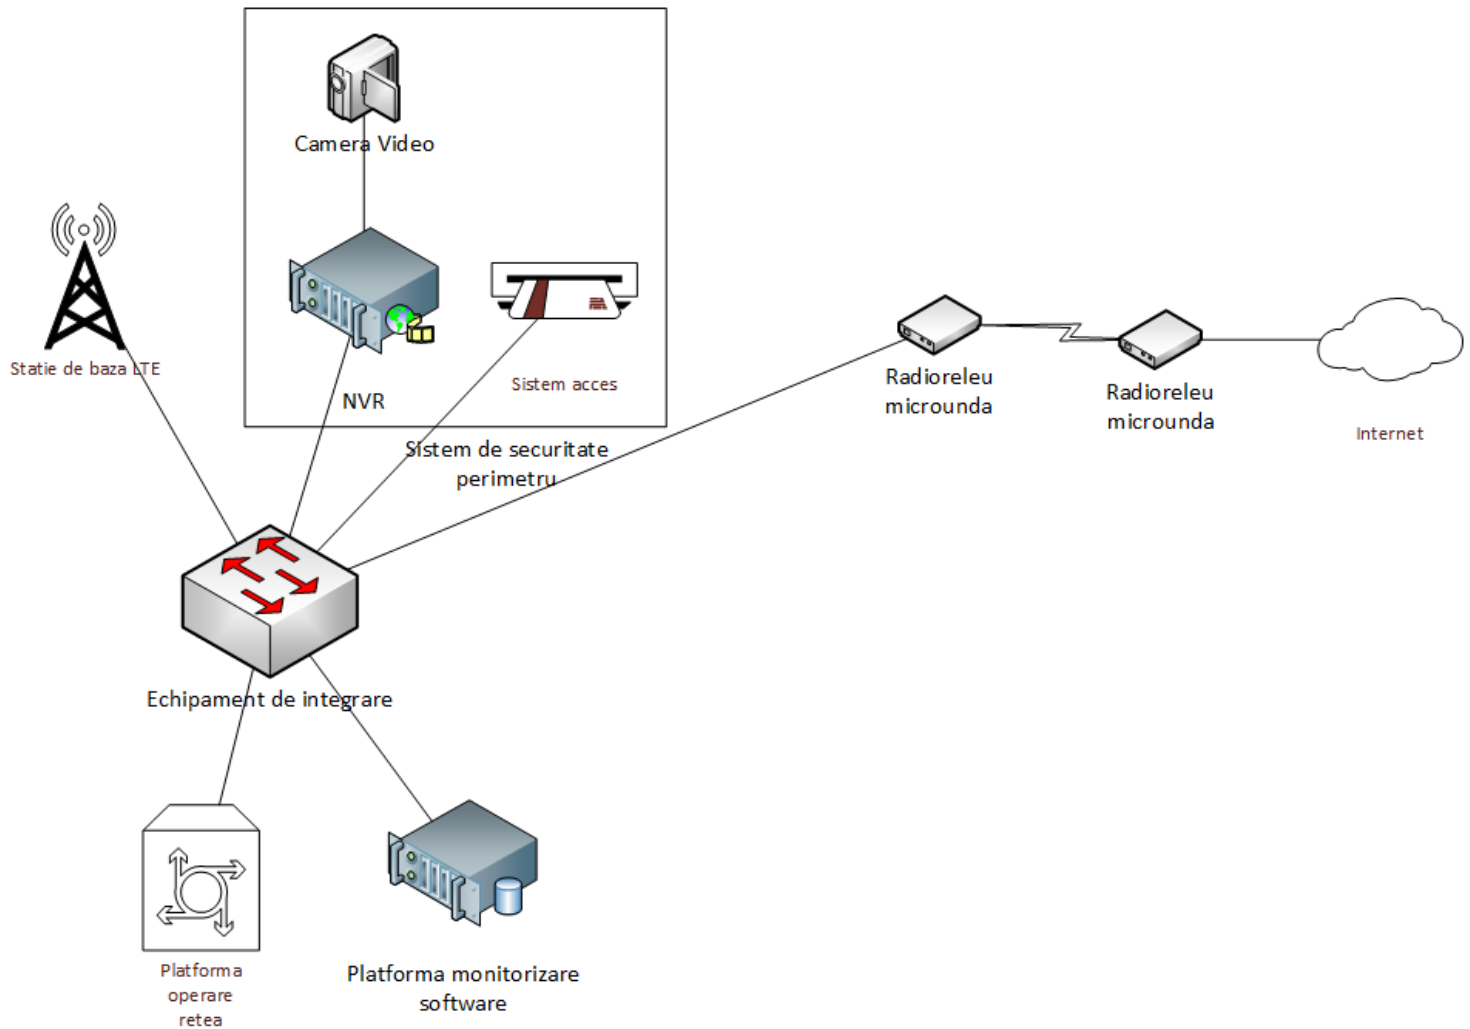 Camera Video
Statie de baza LTE
NVR
Sistem acces
Sistem de securitate
perimetru
Radioreleu
microunda
Radioreleu
microunda
Internet
Echipament de integrare
Platforma
operare
retea
Platforma monitorizare
software